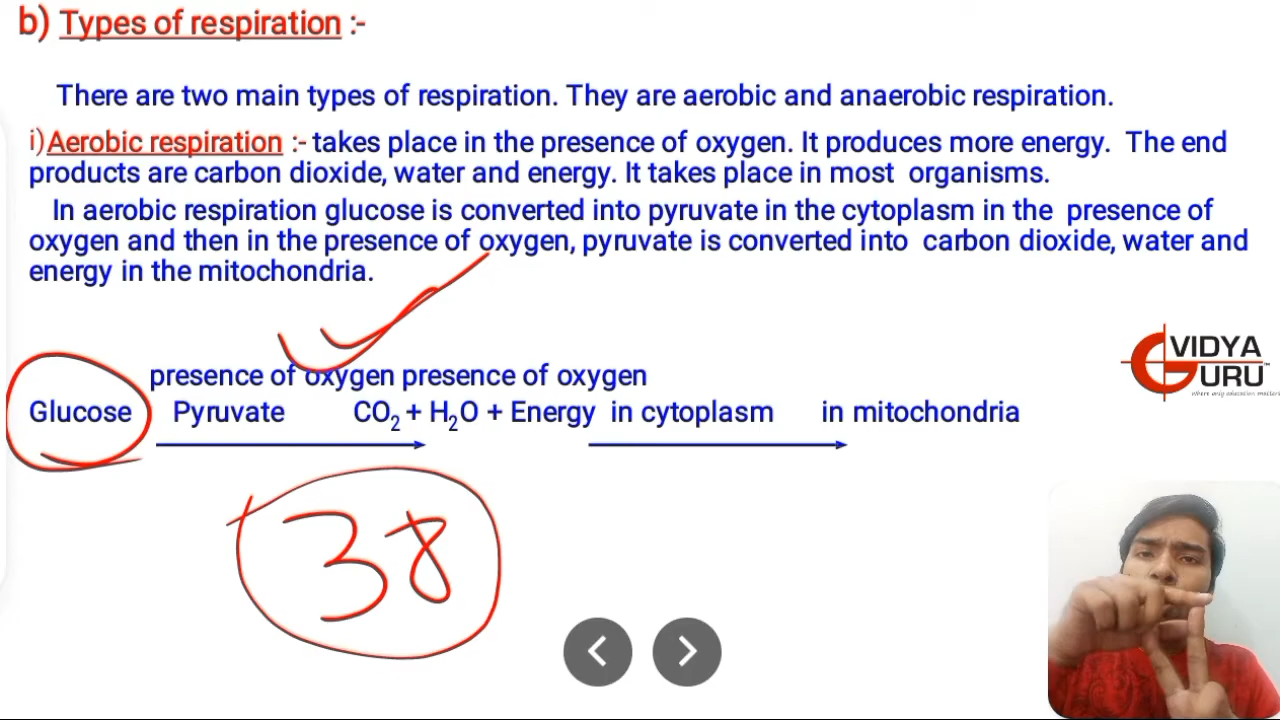 b) Types of respiration :-
There are two main types of respiration. They are aerobic and anaerobic respiration.
i)Aerobic respiration :- takes place in the presence of oxygen. It produces more energy. The end
products are carbon dioxide, water and energy. It takes place in most organisms.
In aerobic respiration glucose is converted into pyruvate in the cytoplasm in the presence of
oxygen and then in the presence of oxygen, pyruvate is converted into carbon dioxide, water and
energy in the mitochondria.
presence of oxygen presence of oxygen
Glucose Pyruvate CO₂ + H₂O + Energy in cytoplasm in mitochondria
38
VIDYA
GURU
where only education matters